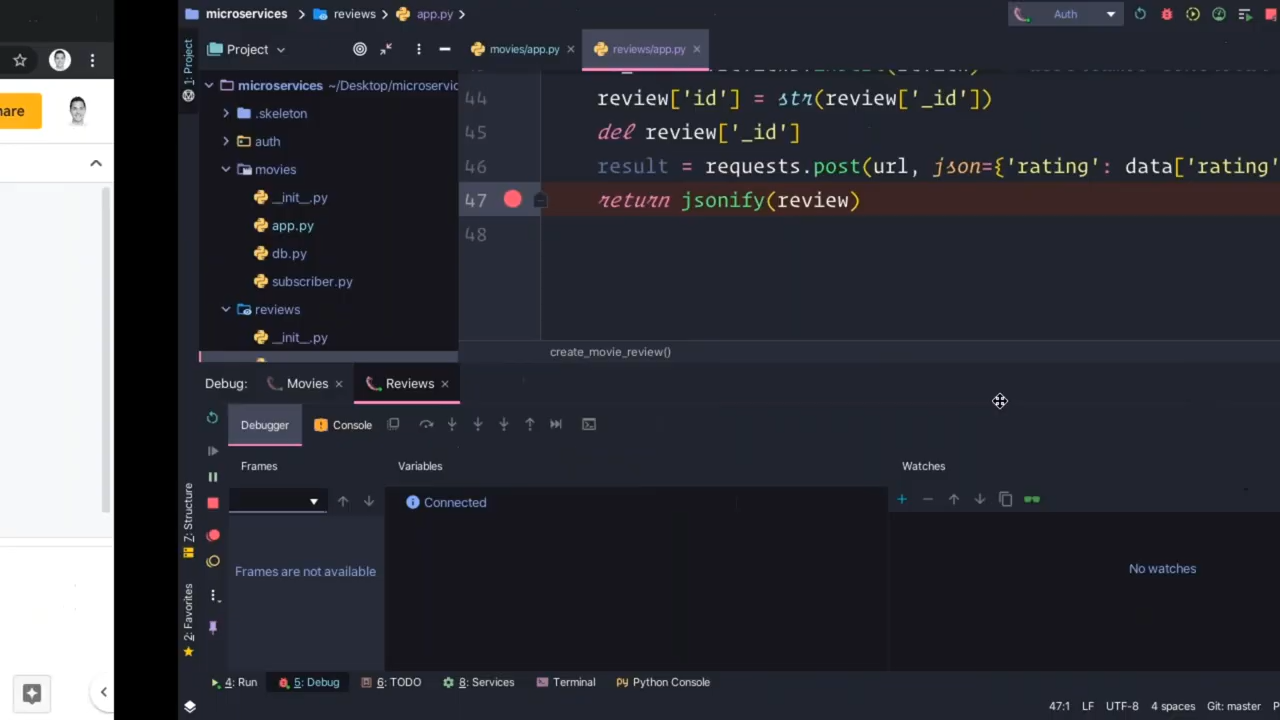 microservices > reviews > app.py >
Auth
hare
1: Project
Project
movies/app.py
reviews/app.py
microservices ~/Desktop/microservic
.skeleton
auth
movies
__init__.py
app.py
db.py
subscriber.py
reviews
__init__.py
44 review['id'] = str(review['_id'])
45 del review['_id']
46 result = requests.post(url, json={'rating': data['rating'
47 return jsonify(review)
48
create_movie_review()
Debug: Movies Reviews
Debugger
Console
Frames
Variables
Watches
Connected
Frames are not available
No watches
7: Structure
2: Favorites
4: Run
5: Debug
6: TODO
8: Services
Terminal
Python Console
47:1 LF UTF-8 4 spaces Git: master P